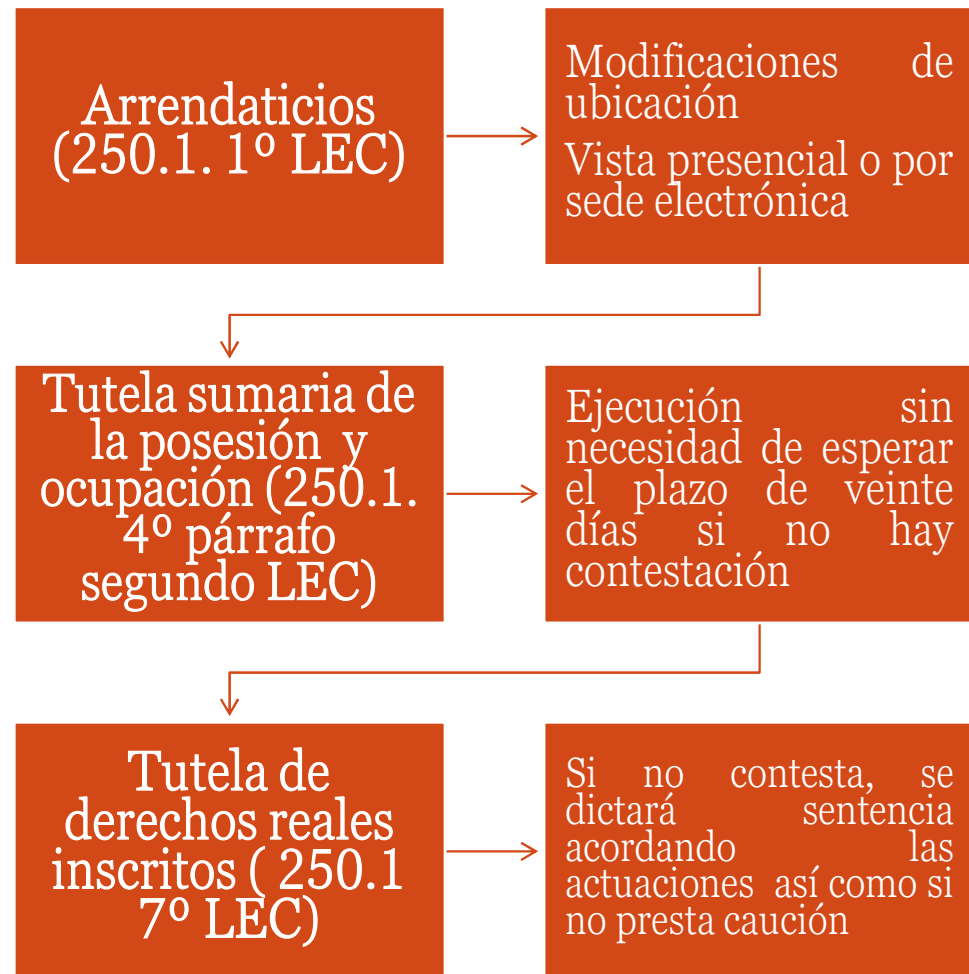 Arrendaticios
(250.1. 1º LEC)
Modificaciones de
ubicación
Vista presencial o por
sede electrónica
Tutela sumaria de
la posesión y
ocupación (250.1.
4º párrafo
segundo LEC)
Ejecución sin
necesidad de esperar
el plazo de veinte
días si no hay
contestación
Tutela de
derechos reales
inscritos ( 250.1
7º LEC)
Si no contesta, se
dictará sentencia
acordando las
actuaciones así como si
no presta caución